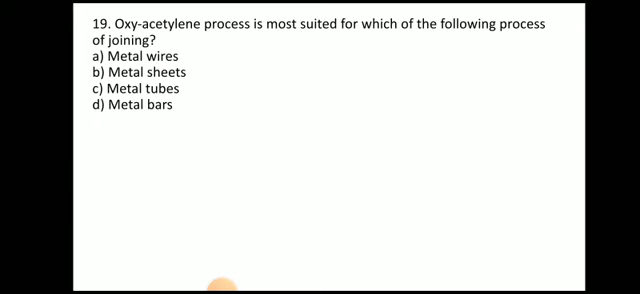 19. Oxy-acetylene process is most suited for which of the following process
of joining?
a) Metal wires
b) Metal sheets
c) Metal tubes
d) Metal bars